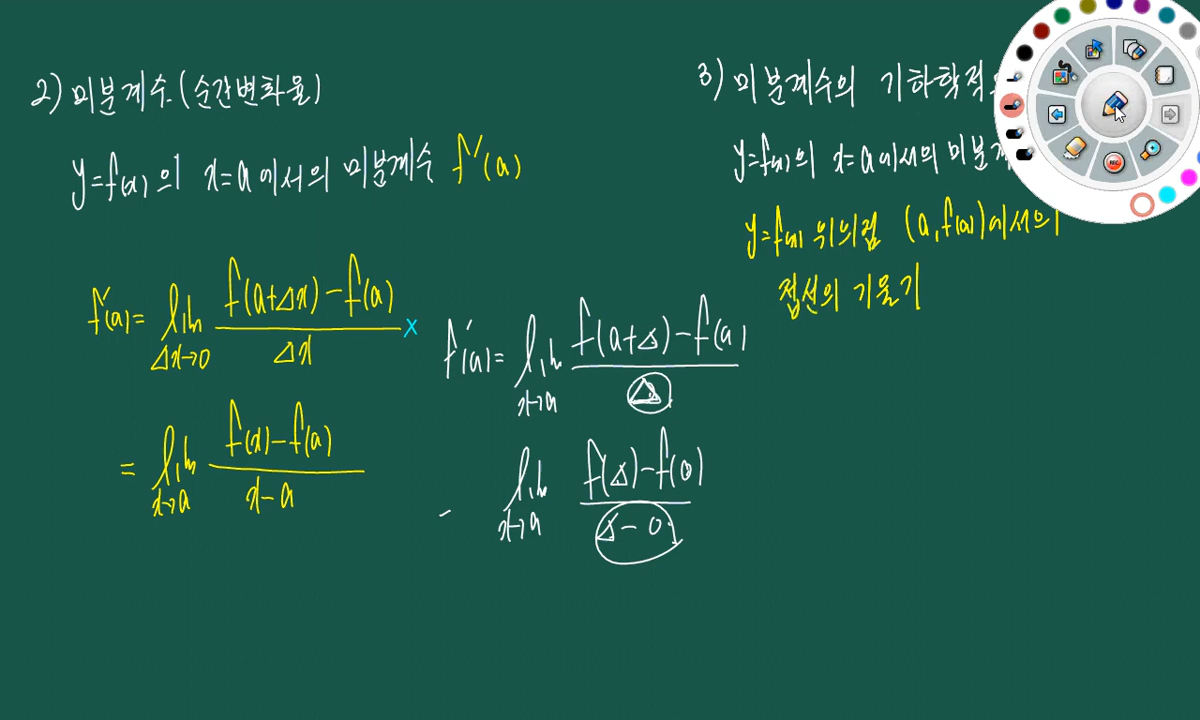 2) 미분계수(순간변화율)
y=f(x)의 x=a에서의 미분계수 f'(a)
f'(a)= lim Δx→0 f(a+Δx)-f(a) / Δx ×
= lim x→a f(x)-f(a) / x-a
f'(a)= lim x→a f(a+△)-f(a) / △
lim x→a f(△)-f(o) / △-o
3) 미분계수의 기하학적
y=f(x)의 x=a에서의 미분계
y=f(x) 위의점 (a, f(a))에서의
접선의 기울기
REC